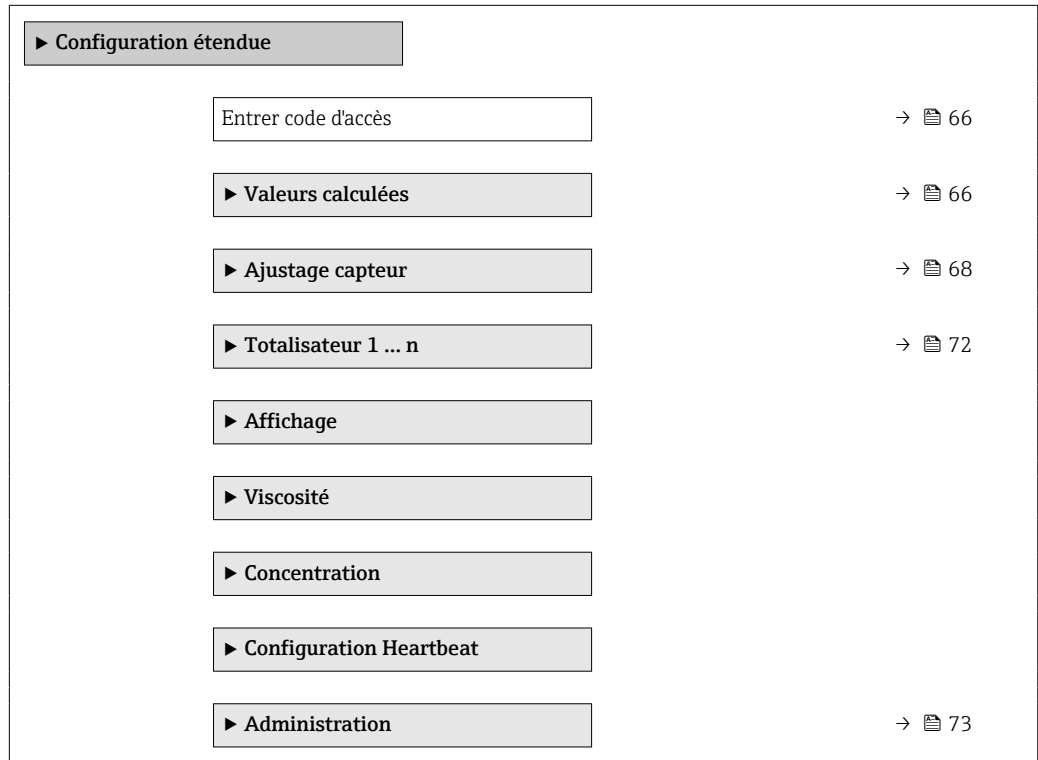 ► Configuration étendue
Entrer code d'accès → 66
► Valeurs calculées → 66
► Ajustage capteur → 68
► Totalisateur 1 ... n → 72
► Affichage
► Viscosité
► Concentration
► Configuration Heartbeat
► Administration → 73